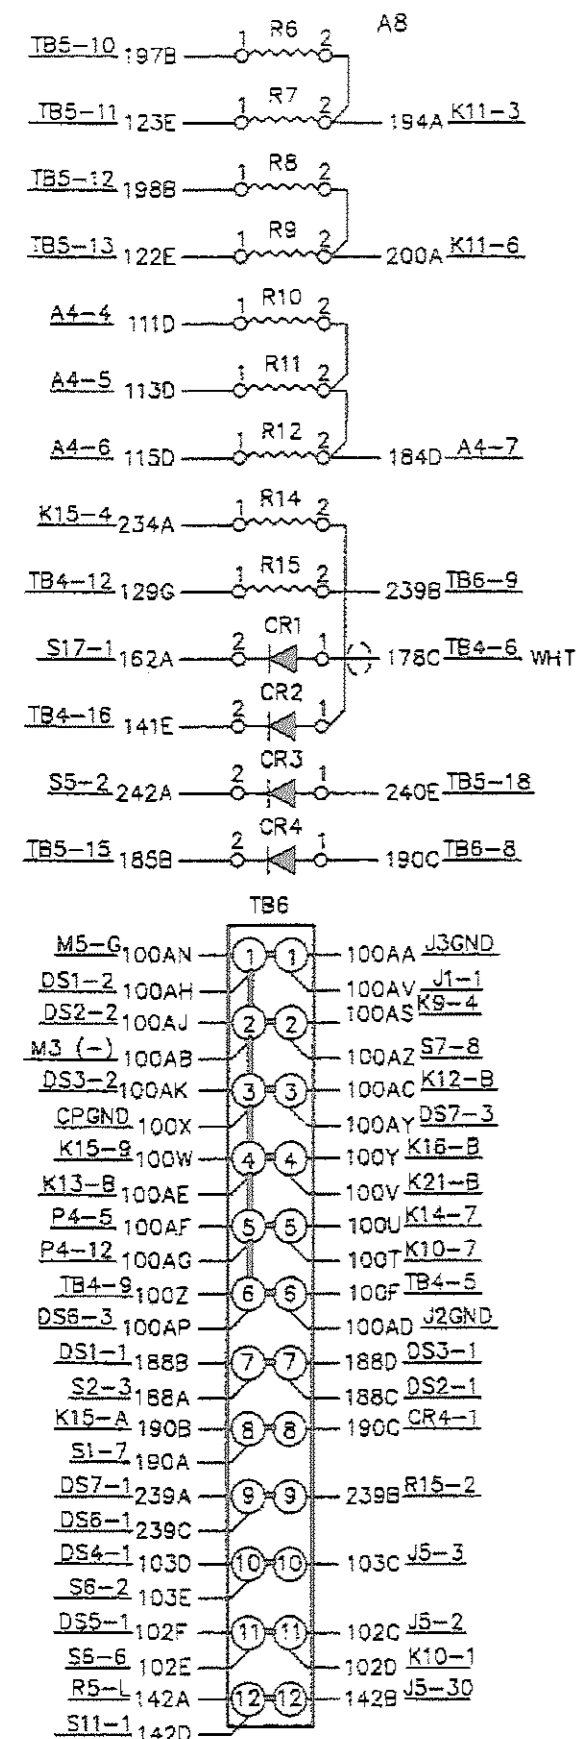 A8
1 R6 2
TB5-10 197B
1 R7 2
TB5-11 123E 194A K11-3
1 R8 2
TB5-12 198B
1 R9 2
TB5-13 122E 200A K11-6
1 R10 2
A4-4 111D
1 R11 2
A4-5 113D
1 R12 2
A4-6 115D 184D A4-7
1 R14 2
K15-4 234A
1 R15 2
TB4-12 129G 239B TB6-9
2 CR1 1
S17-1 162A 178C TB4-6 WHT
2 CR2 1
TB4-16 141E
2 CR3 1
S5-2 242A 240E TB5-18
2 CR4 1
TB5-15 185B 190C TB6-8
TB6
M5-G 100AN 1 1 100AA J3GND
DS1-2 100AH 100AV J1-1
DS2-2 100AJ 2 2 100AS K9-4
M3 (-) 100AB 100AZ S7-8
DS3-2 100AK 3 3 100AC K12-B
CPGND 100X 100AY DS7-3
K15-9 100W 4 4 100Y K16-B
K13-B 100AE 100V K21-B
P4-5 100AF 5 5 100U K14-7
P4-12 100AG 100T K10-7
TB4-9 100Z 6 6 100F TB4-5
DS6-3 100AP 100AD J2GND
DS1-1 188B 7 7 188D DS3-1
S2-3 188A 188C DS2-1
K15-A 190B 8 8 190C CR4-1
S1-7 190A
DS7-1 239A 9 9 239B R15-2
DS6-1 239C
DS4-1 103D 10 10 103C J5-3
S6-2 103E
DS5-1 102F 11 11 102C J5-2
S6-6 102E 102D K10-1
R5-L 142A 12 12 142B J5-30
S11-1 142D